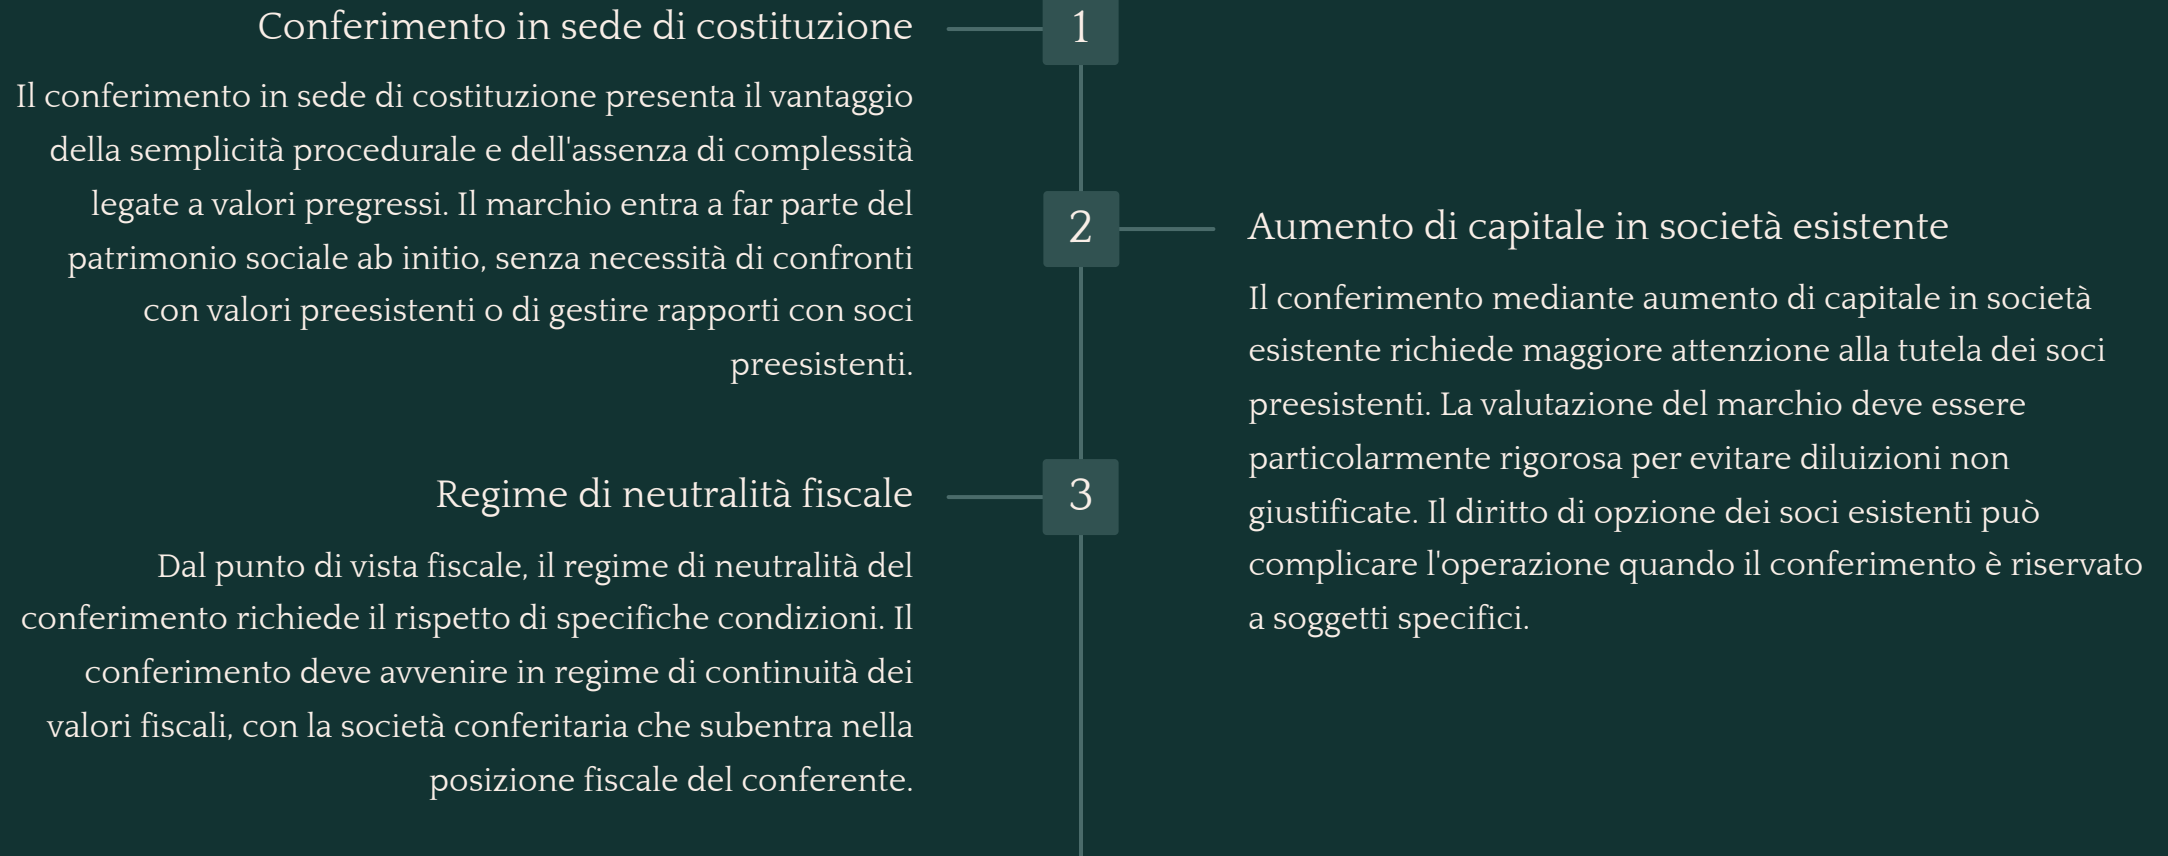 Conferimento in sede di costituzione
1
Il conferimento in sede di costituzione presenta il vantaggio
della semplicità procedurale e dell'assenza di complessità
legate a valori pregressi. Il marchio entra a far parte del
patrimonio sociale ab initio, senza necessità di confronti
con valori preesistenti o di gestire rapporti con soci
preesistenti.
2
Aumento di capitale in società esistente
Il conferimento mediante aumento di capitale in società
esistente richiede maggiore attenzione alla tutela dei soci
preesistenti. La valutazione del marchio deve essere
particolarmente rigorosa per evitare diluizioni non
giustificate. Il diritto di opzione dei soci esistenti può
complicare l'operazione quando il conferimento è riservato
a soggetti specifici.
Regime di neutralità fiscale
3
Dal punto di vista fiscale, il regime di neutralità del
conferimento richiede il rispetto di specifiche condizioni. Il
conferimento deve avvenire in regime di continuità dei
valori fiscali, con la società conferitaria che subentra nella
posizione fiscale del conferente.